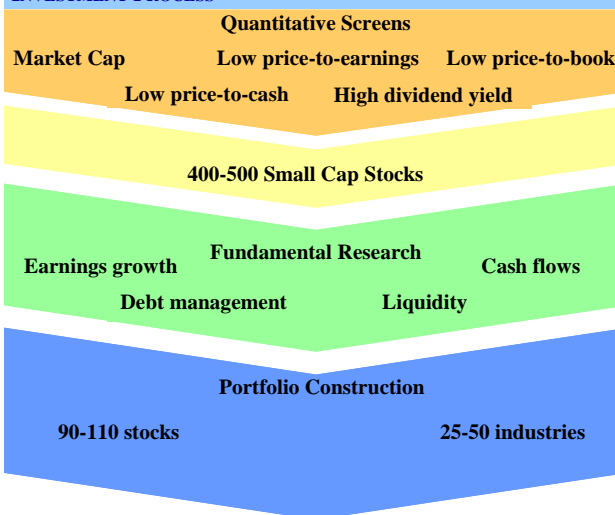 INVESTMENT PROCESS
Quantitative Screens
Market Cap Low price-to-earnings Low price-to-book
Low price-to-cash High dividend yield
400-500 Small Cap Stocks
Fundamental Research
Earnings growth Cash flows
Debt management Liquidity
Portfolio Construction
90-110 stocks 25-50 industries